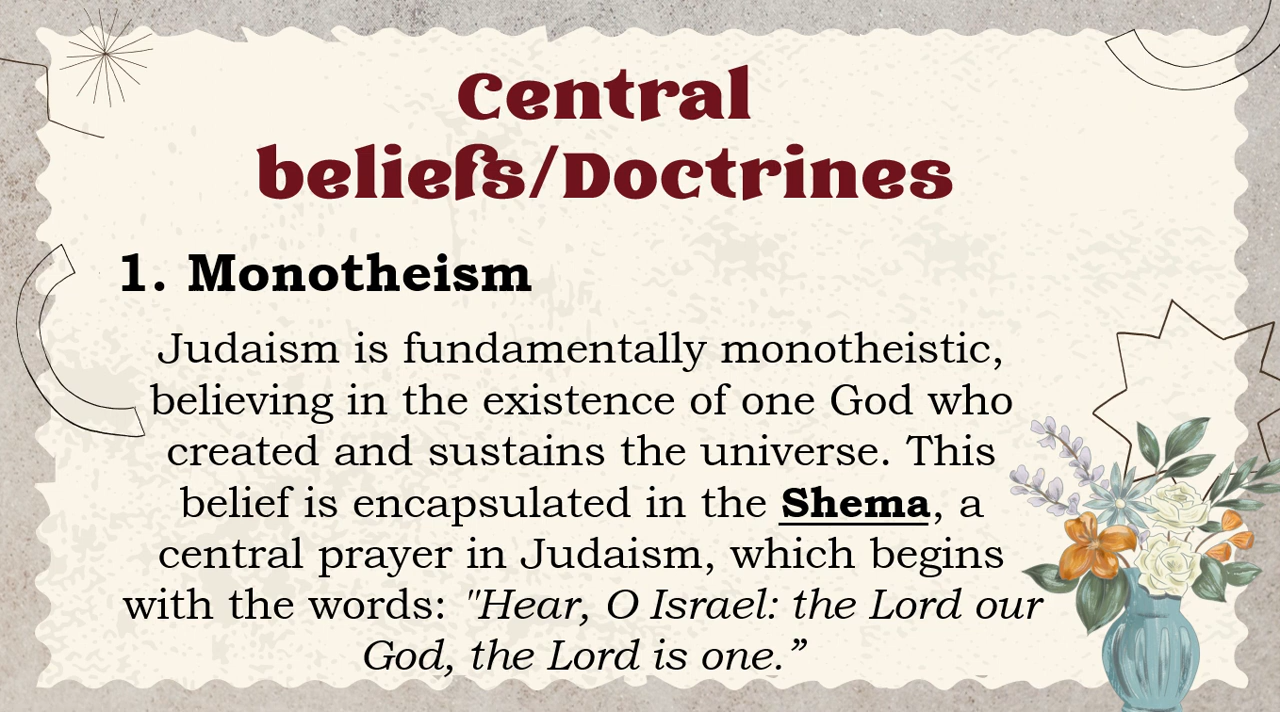 Central
beliefs/Doctrines
1. Monotheism
Judaism is fundamentally monotheistic,
believing in the existence of one God who
created and sustains the universe. This
belief is encapsulated in the Shema, a
central prayer in Judaism, which begins
with the words: "Hear, O Israel: the Lord our
God, the Lord is one.”